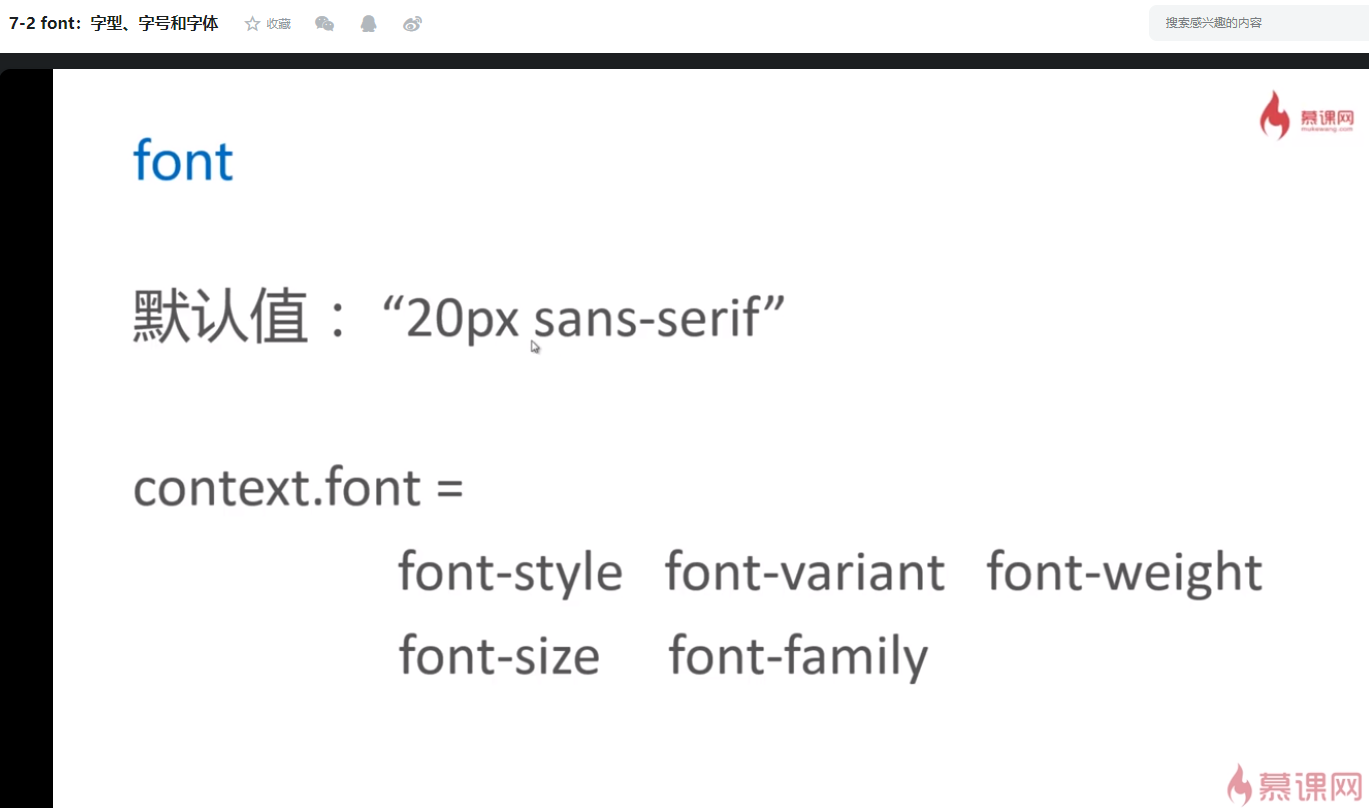 7-2 font：字型、字号和字体 收藏 搜索感兴趣的内容
慕课网
mukewang.com
font
默认值： “20px sans-serif”
context.font =
font-style font-variant font-weight
font-size font-family
慕课网